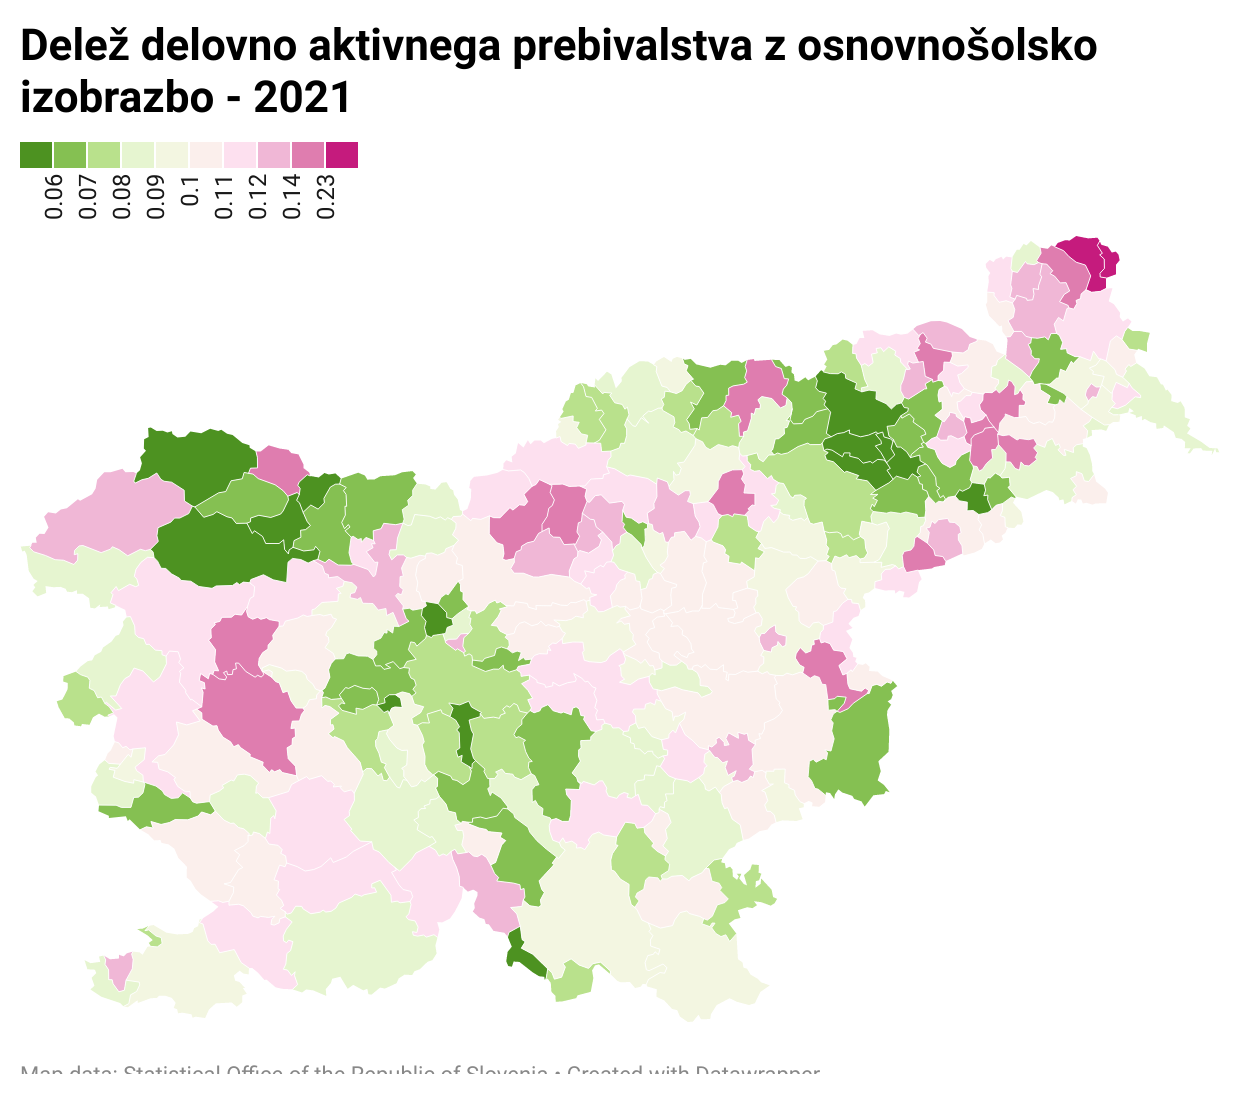 Delež delovno aktivnega prebivalstva z osnovnošolsko
izobrazbo - 2021
0.06 0.07 0.08 0.09 0.1 0.11 0.12 0.14 0.23
Map data: Statistical Office of the Republic of Slovenia • Created with Datawrapper